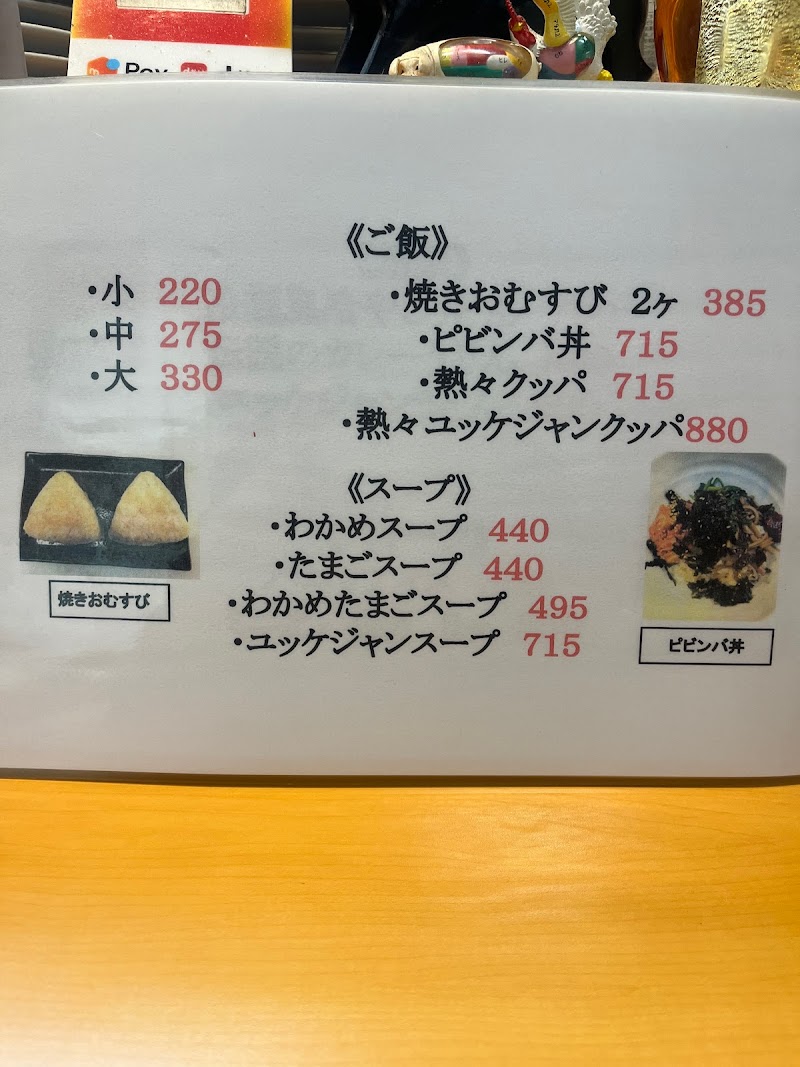 Pay
《ご飯》
・小 220
・中 275
・大 330
・焼きおむすび 2ヶ 385
・ピビンバ丼 715
・熱々クッパ 715
・熱々ユッケジャンクッパ880
《スープ》
・わかめスープ 440
・たまごスープ 440
・わかめたまごスープ 495
・ユッケジャンスープ 715
焼きおむすび
ピビンバ丼